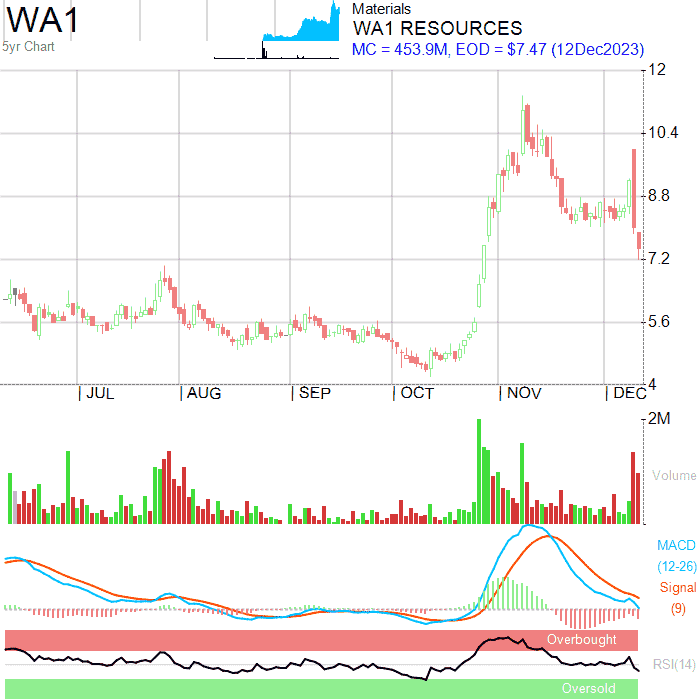 WA1
5yr Chart
Materials
WA1 RESOURCES
MC = 453.9M, EOD = $7.47 (12Dec2023)
12
10.4
8.8
7.2
5.6
4
JUL AUG SEP OCT NOV DEC
2M
Volume
MACD
(12-26)
Signal
(9)
Overbought
RSI(14)
Oversold